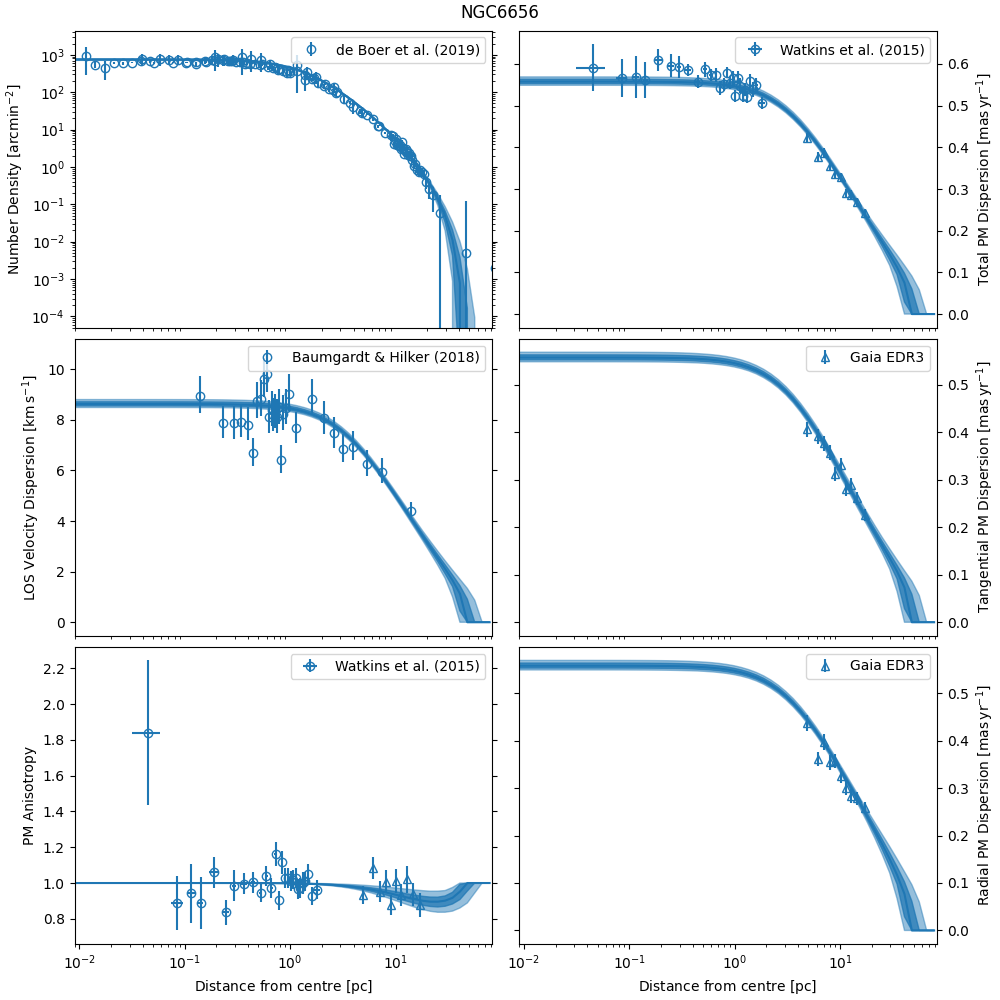 NGC6656
de Boer et al. (2019)
Number Density [arcmin⁻²]
10³
10²
10¹
10⁰
10⁻¹
10⁻²
10⁻³
10⁻⁴
Watkins et al. (2015)
0.6
0.5
0.4
0.3
0.2
0.1
0.0
Total PM Dispersion [mas yr⁻¹]
Baumgardt & Hilker (2018)
LOS Velocity Dispersion [km s⁻¹]
10
8
6
4
2
0
Gaia EDR3
0.5
0.4
0.3
0.2
0.1
0.0
Tangential PM Dispersion [mas yr⁻¹]
Watkins et al. (2015)
PM Anisotropy
2.2
2.0
1.8
1.6
1.4
1.2
1.0
0.8
10⁻² 10⁻¹ 10⁰ 10¹
Distance from centre [pc]
Gaia EDR3
0.5
0.4
0.3
0.2
0.1
0.0
Radial PM Dispersion [mas yr⁻¹]
10⁻² 10⁻¹ 10⁰ 10¹
Distance from centre [pc]